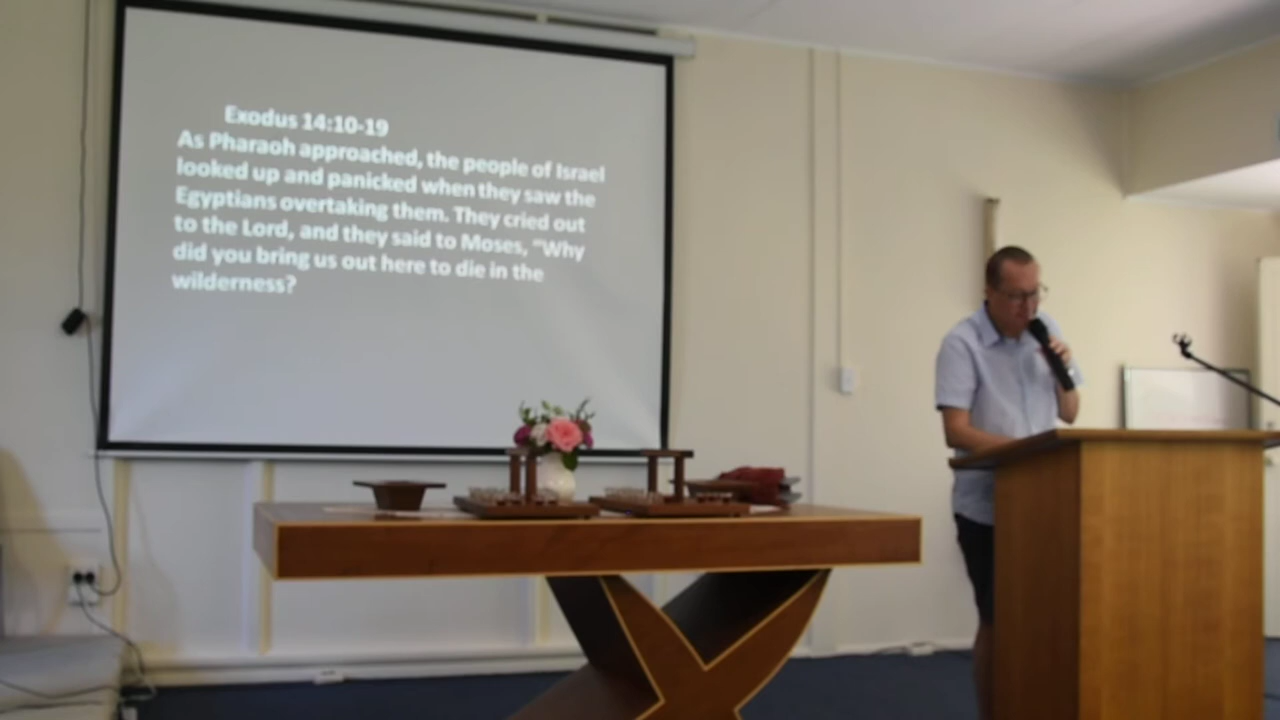 Exodus 14:10-19
As Pharaoh approached, the people of Israel
looked up and panicked when they saw the
Egyptians overtaking them. They cried out
to the Lord, and they said to Moses, “Why
did you bring us out here to die in the
wilderness?